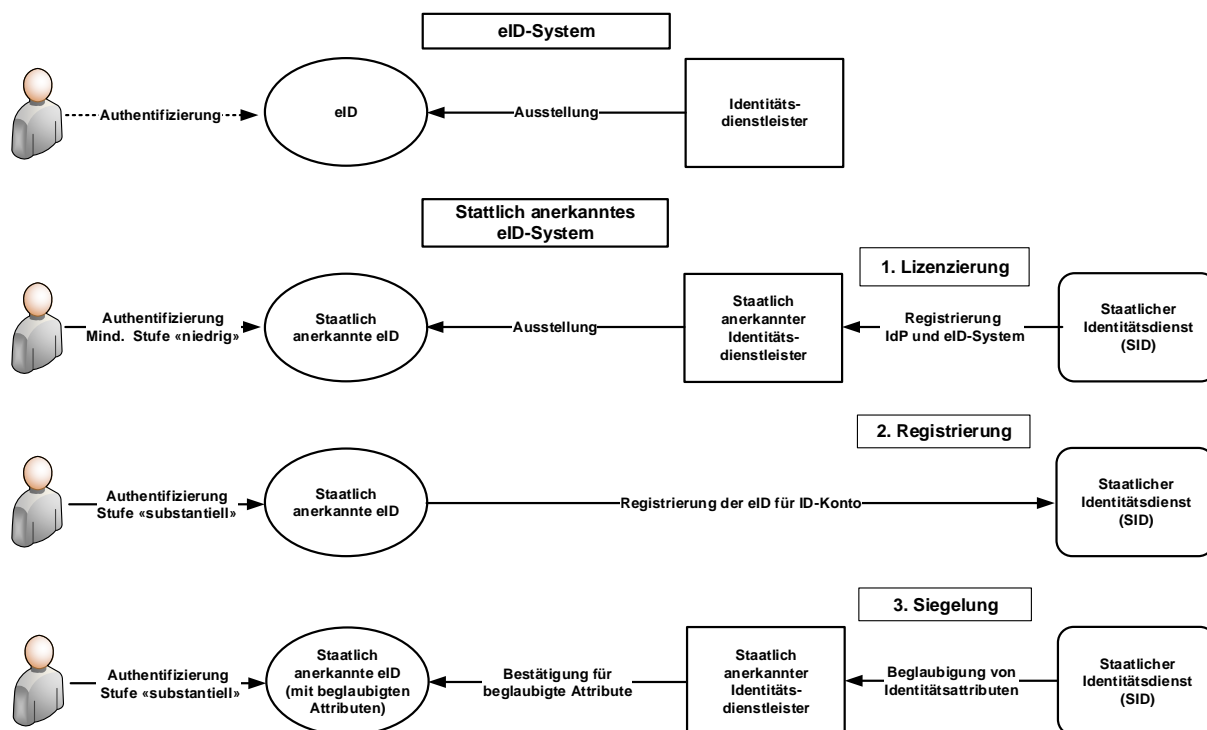 eID-System
Authentifizierung
eID
Ausstellung
Identitäts-
dienstleister
Stattlich anerkanntes
eID-System
1. Lizenzierung
Authentifizierung
Mind. Stufe «niedrig»
Staatlich
anerkannte eID
Ausstellung
Staatlich
anerkannter
Identitäts-
dienstleister
Registrierung
IdP und eID-System
Staatlicher
Identitätsdienst
(SID)
2. Registrierung
Authentifizierung
Stufe «substantiell»
Staatlich
anerkannte eID
Registrierung der eID für ID-Konto
Staatlicher
Identitätsdienst
(SID)
3. Siegelung
Authentifizierung
Stufe «substantiell»
Staatlich
anerkannte eID
(mit beglaubigten
Attributen)
Bestätigung für
beglaubigte Attribute
Staatlich
anerkannter
Identitäts-
dienstleister
Beglaubigung von
Identitätsattributen
Staatlicher
Identitätsdienst
(SID)